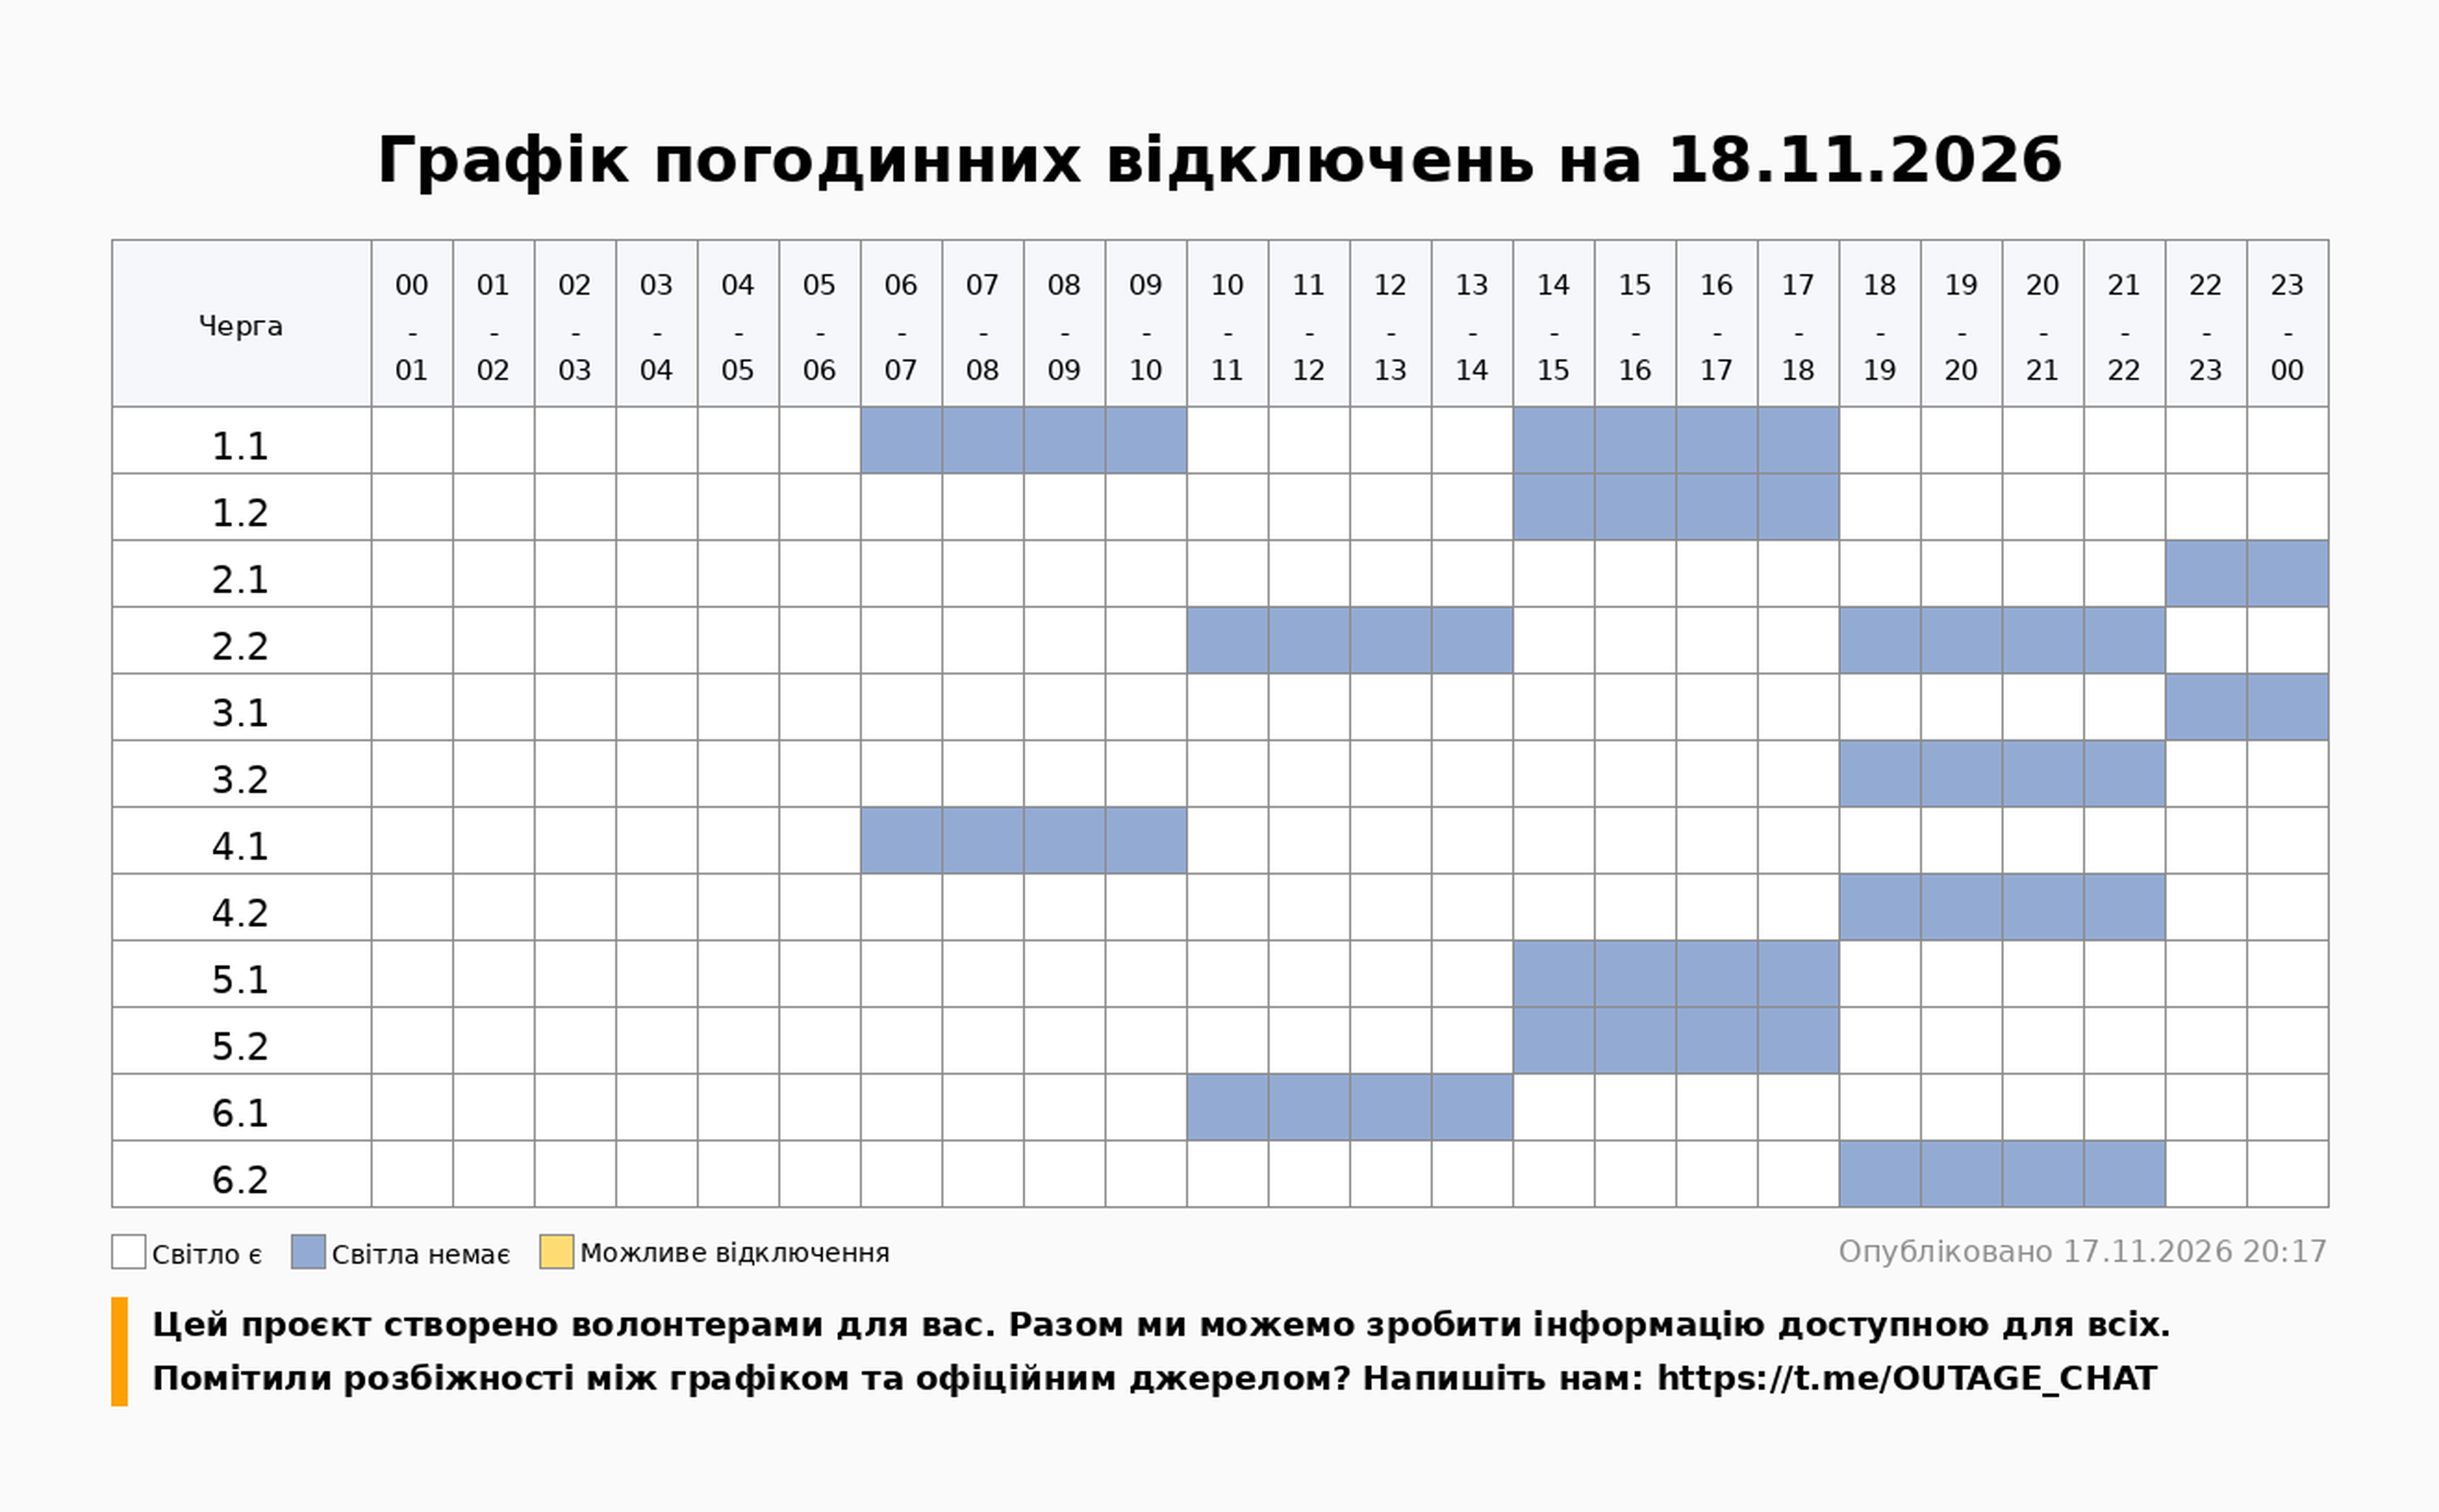 Графік погодинних відключень на 18.11.2026
Черга 00 - 01 01 - 02 02 - 03 03 - 04 04 - 05 05 - 06 06 - 07 07 - 08 08 - 09 09 - 10 10 - 11 11 - 12 12 - 13 13 - 14 14 - 15 15 - 16 16 - 17 17 - 18 18 - 19 19 - 20 20 - 21 21 - 22 22 - 23 23 - 00
1.1
1.2
2.1
2.2
3.1
3.2
4.1
4.2
5.1
5.2
6.1
6.2
Світло є Світла немає Можливе відключення Опубліковано 17.11.2026 20:17
Цей проєкт створено волонтерами для вас. Разом ми можемо зробити інформацію доступною для всіх.
Помітили розбіжності між графіком та офіційним джерелом? Напишіть нам: https://t.me/OUTAGE_CHAT